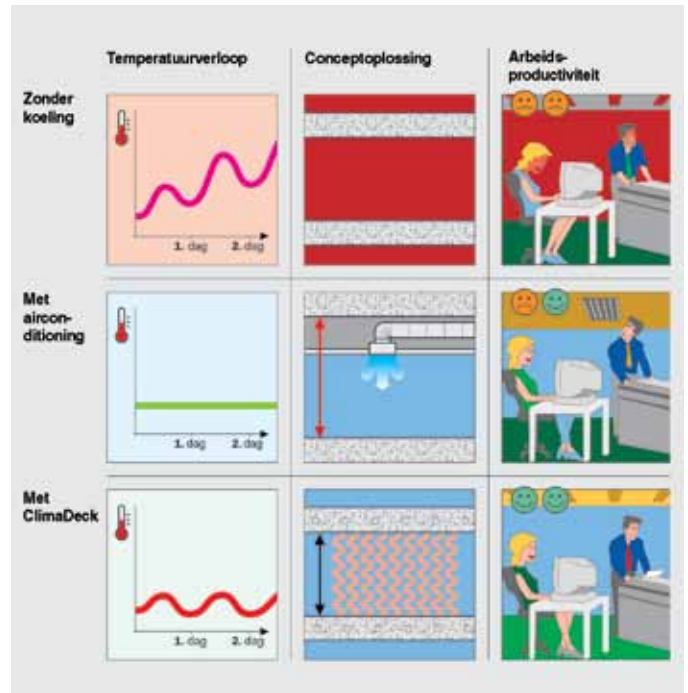 Temperatuurverloop
Conceptoplossing
Arbeids-
productiviteit
Zonder
koeling
1. dag
2. dag
Met
aircon-
ditioning
1. dag
2. dag
Met
ClimaDeck
1. dag
2. dag